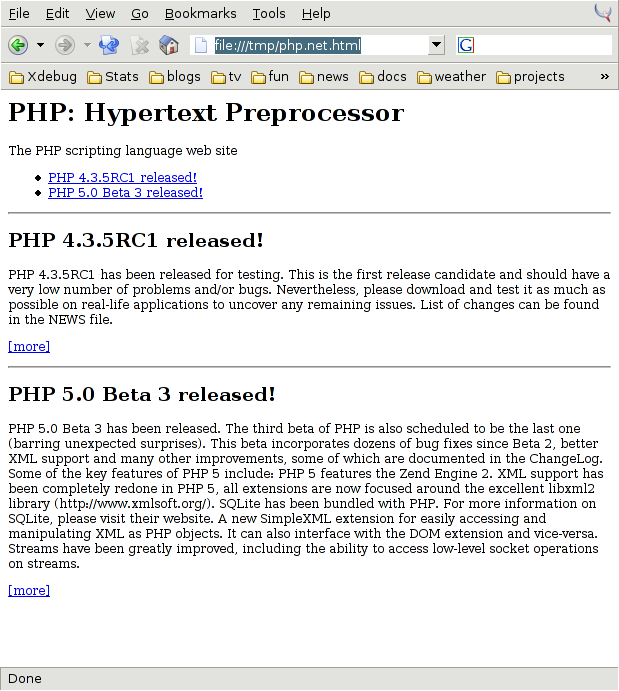 File Edit View Go Bookmarks Tools Help
file:///tmp/php.net.html
G
Xdebug Stats blogs tv fun news docs weather projects »
PHP: Hypertext Preprocessor
The PHP scripting language web site
PHP 4.3.5RC1 released!
PHP 5.0 Beta 3 released!
PHP 4.3.5RC1 released!
PHP 4.3.5RC1 has been released for testing. This is the first release candidate and should have a
very low number of problems and/or bugs. Nevertheless, please download and test it as much as
possible on real-life applications to uncover any remaining issues. List of changes can be found
in the NEWS file.
[more]
PHP 5.0 Beta 3 released!
PHP 5.0 Beta 3 has been released. The third beta of PHP is also scheduled to be the last one
(barring unexpected surprises). This beta incorporates dozens of bug fixes since Beta 2, better
XML support and many other improvements, some of which are documented in the ChangeLog.
Some of the key features of PHP 5 include: PHP 5 features the Zend Engine 2. XML support has
been completely redone in PHP 5, all extensions are now focused around the excellent libxml2
library (http://www.xmlsoft.org/). SQLite has been bundled with PHP. For more information on
SQLite, please visit their website. A new SimpleXML extension for easily accessing and
manipulating XML as PHP objects. It can also interface with the DOM extension and vice-versa.
Streams have been greatly improved, including the ability to access low-level socket operations
on streams.
[more]
Done